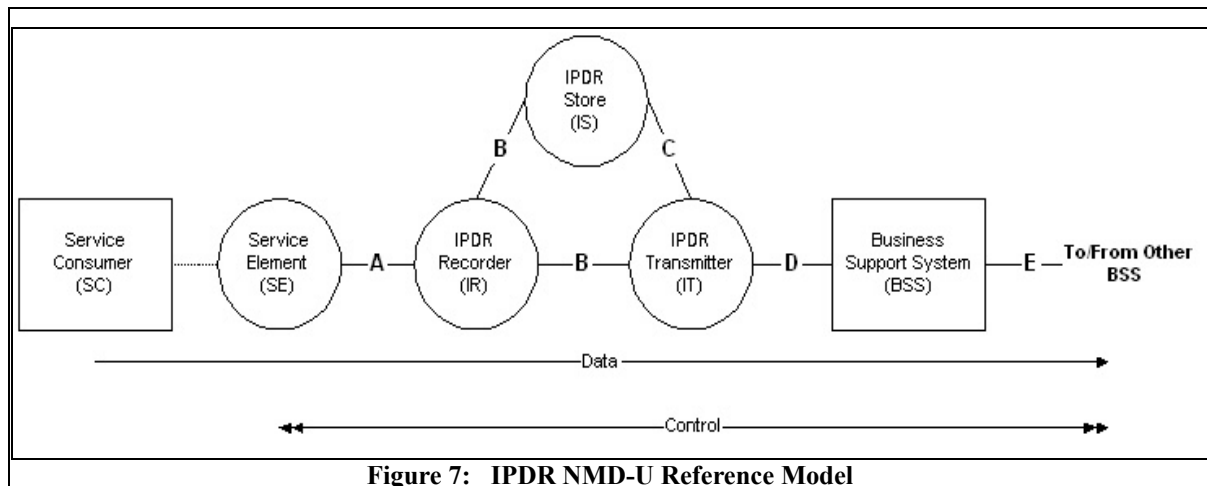 IPDR
Store
(IS)
B
C
Service
Consumer
(SC)
Service
Element
(SE)
A
IPDR
Recorder
(IR)
B
IPDR
Transmitter
(IT)
D
Business
Support System
(BSS)
E
To/From Other
BSS
Data
Control
Figure 7: IPDR NMD-U Reference Model